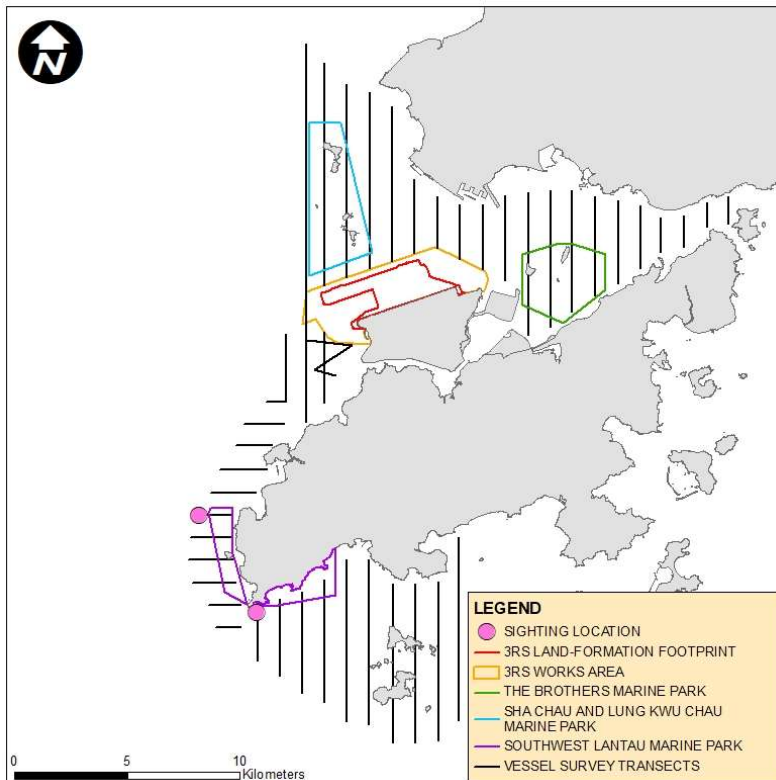 N
LEGEND
SIGHTING LOCATION
3RS LAND-FORMATION FOOTPRINT
3RS WORKS AREA
THE BROTHERS MARINE PARK
SHA CHAU AND LUNG KWU CHAU
MARINE PARK
SOUTHWEST LANTAU MARINE PARK
VESSEL SURVEY TRANSECTS
0 5 10
Kilometers